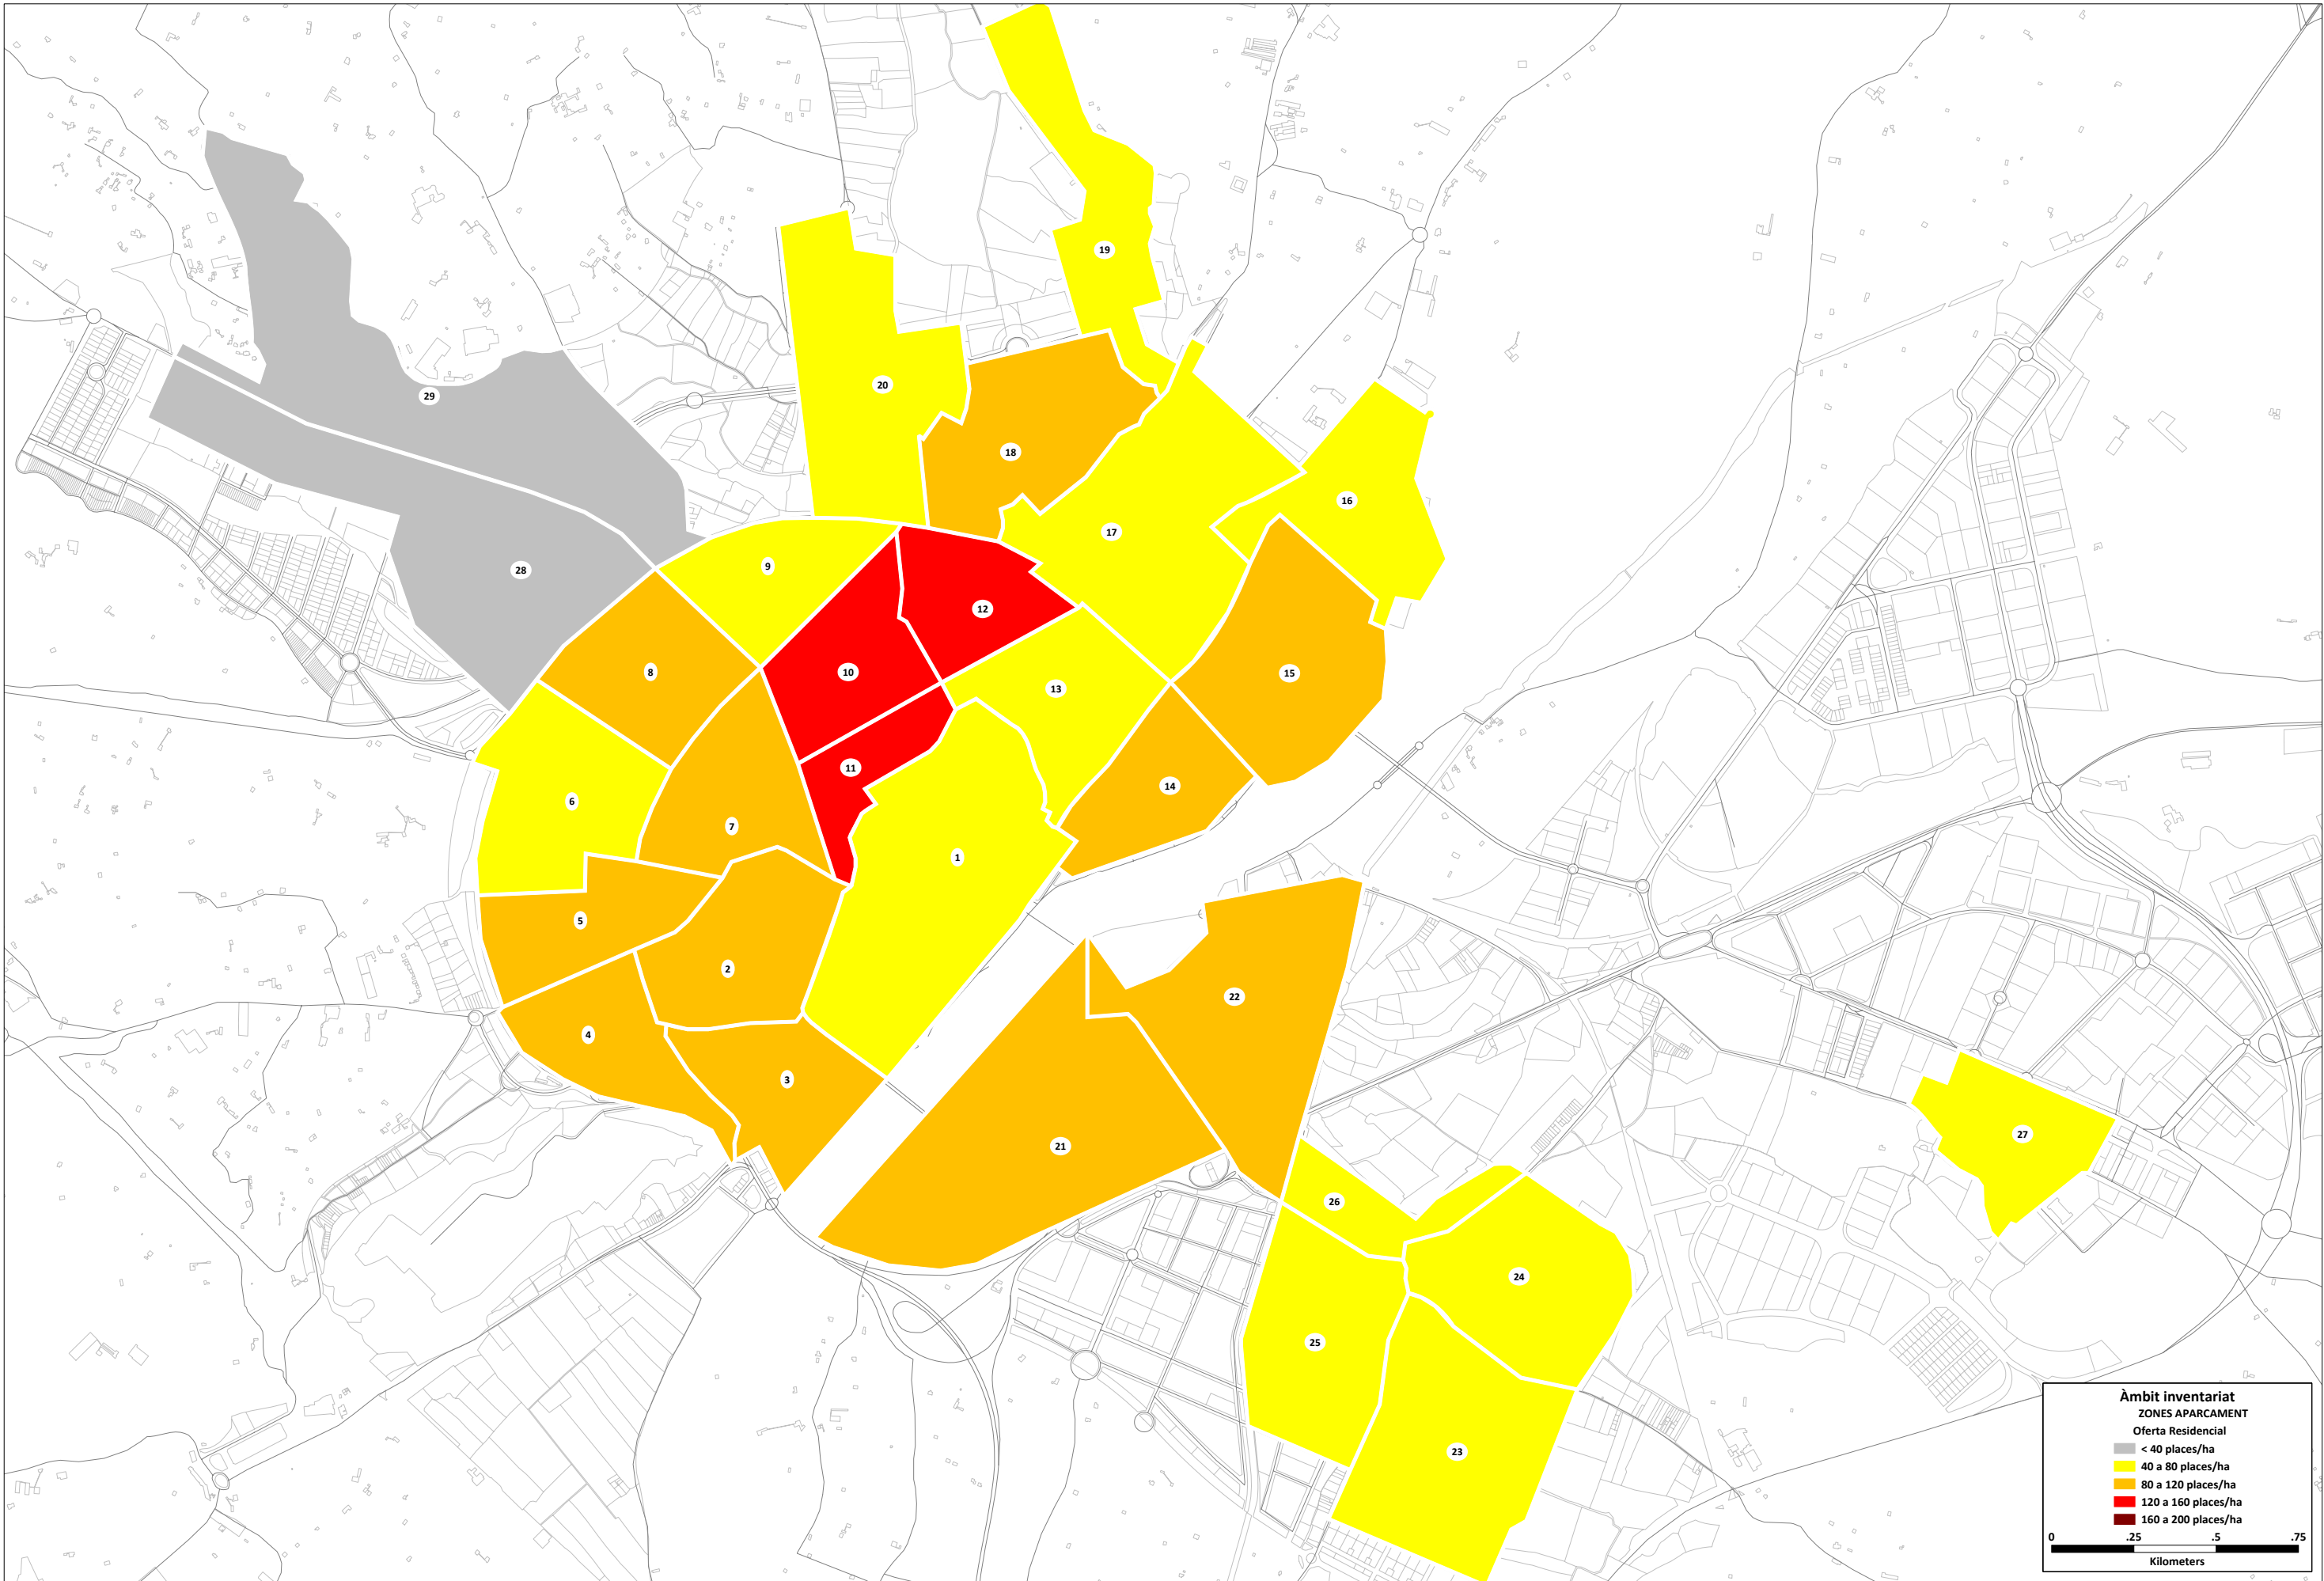 19
20
29
18
16
17
9
28
12
10
8
15
13
11
14
6
7
1
5
2
22
4
3
27
21
26
24
25
23
Àmbit inventariat
ZONES APARCAMENT
Oferta Residencial
< 40 places/ha
40 a 80 places/ha
80 a 120 places/ha
120 a 160 places/ha
160 a 200 places/ha
0 .25 .5 .75
Kilometers